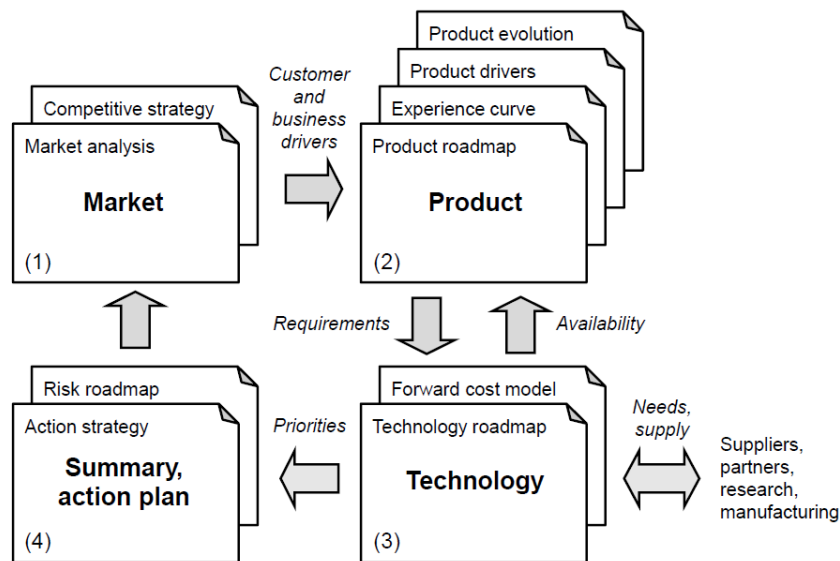 Product evolution
Product drivers
Experience curve
Product roadmap
Product
(2)
Customer
and
business
drivers
Competitive strategy
Market analysis
Market
(1)
Requirements
Availability
Risk roadmap
Action strategy
Summary,
action plan
(4)
Priorities
Forward cost model
Technology roadmap
Technology
(3)
Needs,
supply
Suppliers,
partners,
research,
manufacturing